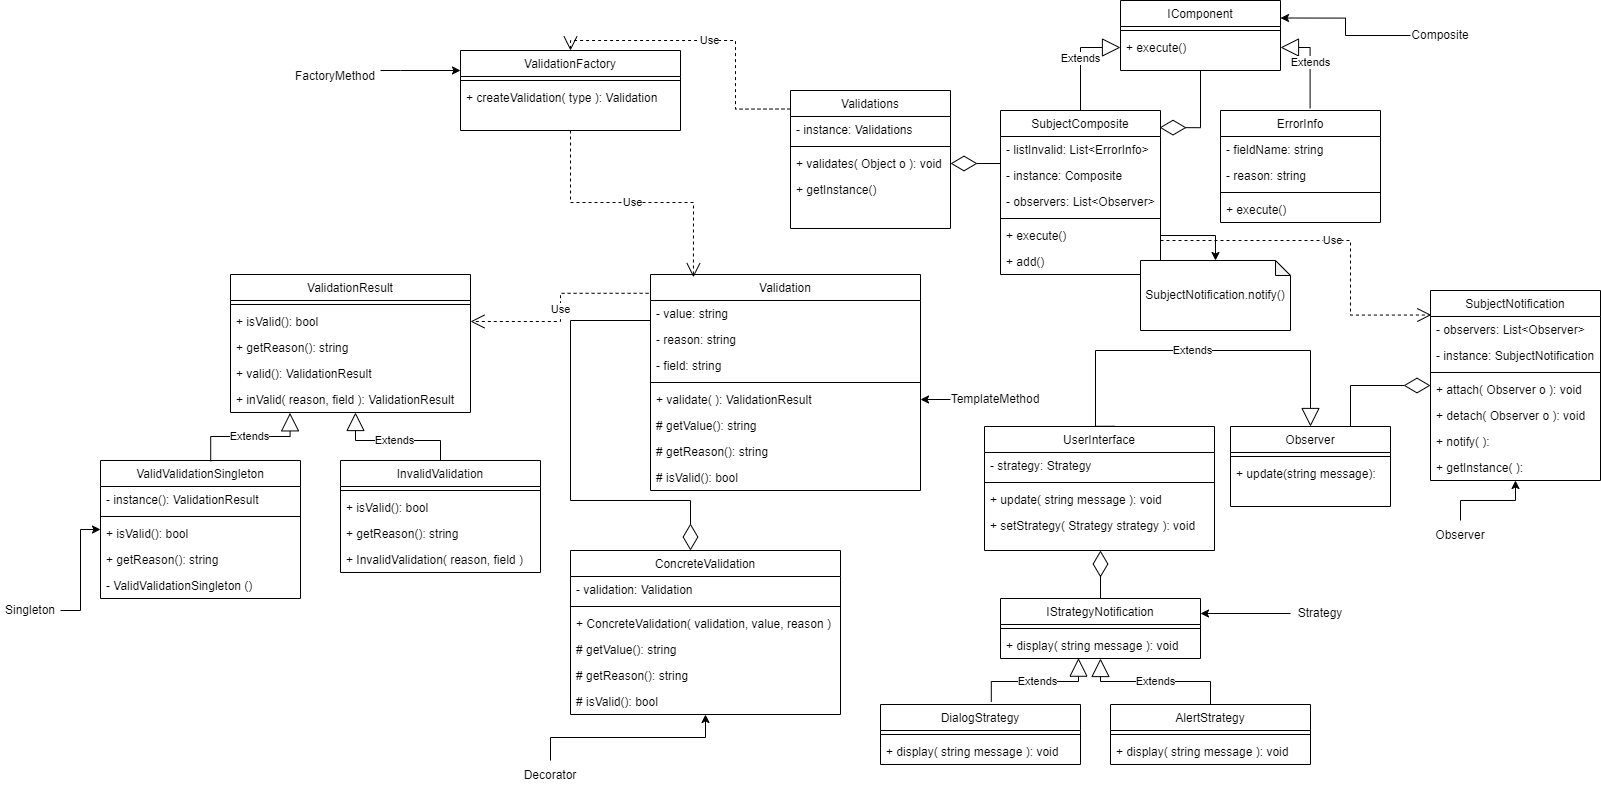 IComponent
+ execute()
Composite
Extends
Extends
Use
ValidationFactory
+ createValidation( type ): Validation
FactoryMethod
Validations
- instance: Validations
+ validates( Object o ): void
+ getInstance()
SubjectComposite
- listInvalid: List<ErrorInfo>
- instance: Composite
- observers: List<Observer>
+ execute()
+ add()
ErrorInfo
- fieldName: string
- reason: string
+ execute()
Use
Use
SubjectNotification.notify()
ValidationResult
+ isValid(): bool
+ getReason(): string
+ valid(): ValidationResult
+ inValid( reason, field ): ValidationResult
Use
Validation
- value: string
- reason: string
- field: string
+ validate( ): ValidationResult
# getValue(): string
# getReason(): string
# isValid(): bool
TemplateMethod
SubjectNotification
- observers: List<Observer>
- instance: SubjectNotification
+ attach( Observer o ): void
+ detach( Observer o ): void
+ notify( ):
+ getInstance( ):
Observer
Extends
UserInterface
- strategy: Strategy
+ update( string message ): void
+ setStrategy( Strategy strategy ): void
Observer
+ update(string message):
Extends
Extends
ValidValidationSingleton
- instance(): ValidationResult
+ isValid(): bool
+ getReason(): string
- ValidValidationSingleton ()
Singleton
InvalidValidation
+ isValid(): bool
+ getReason(): string
+ InvalidValidation( reason, field )
ConcreteValidation
- validation: Validation
+ ConcreteValidation( validation, value, reason )
# getValue(): string
# getReason(): string
# isValid(): bool
Decorator
IStrategyNotification
+ display( string message ): void
Strategy
Extends
Extends
DialogStrategy
+ display( string message ): void
AlertStrategy
+ display( string message ): void